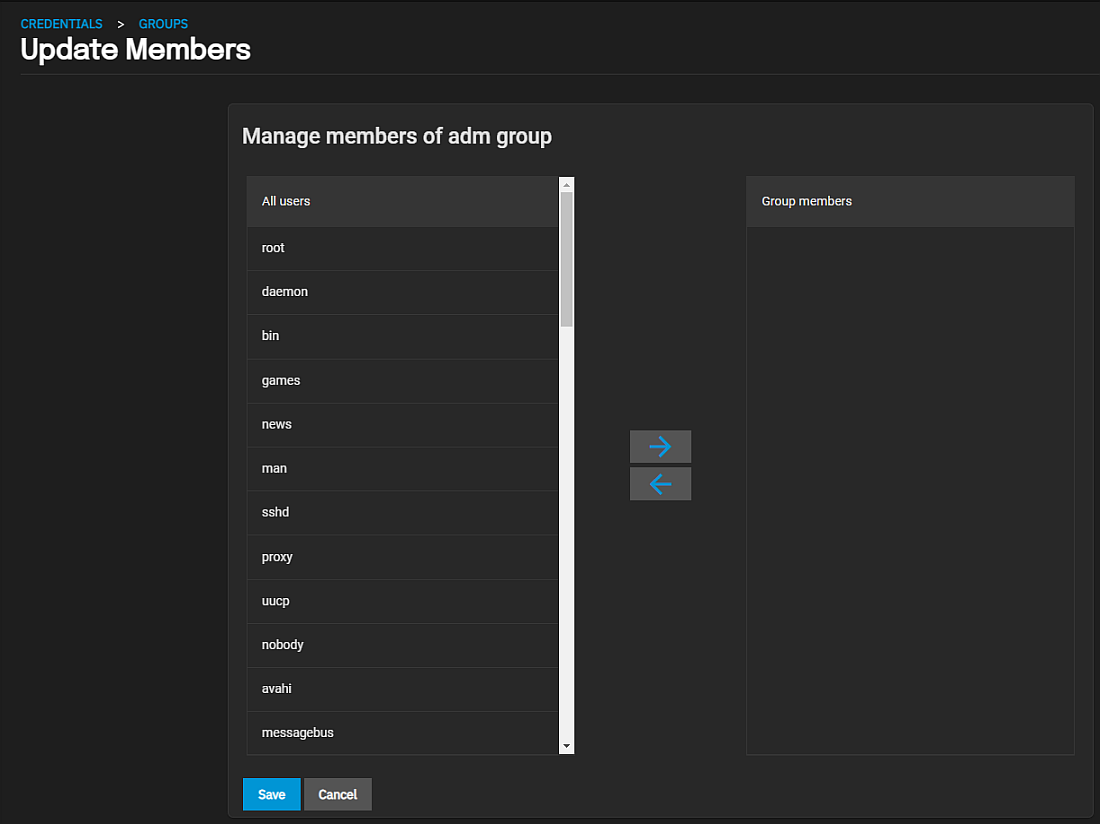 CREDENTIALS > GROUPS
Update Members
Manage members of adm group
All users
root
daemon
bin
games
news
man
sshd
proxy
uucp
nobody
avahi
messagebus
Group members
Save Cancel